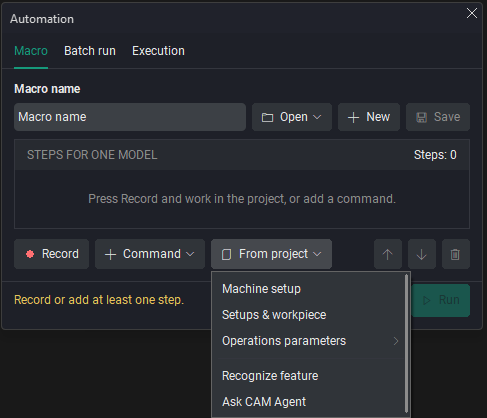 Automation
Macro Batch run Execution
Macro name
Macro name Open New Save
STEPS FOR ONE MODEL Steps: 0
Press Record and work in the project, or add a command.
Record Command From project
Machine setup
Setups & workpiece
Record or add at least one step. Run
Operations parameters
Recognize feature
Ask CAM Agent